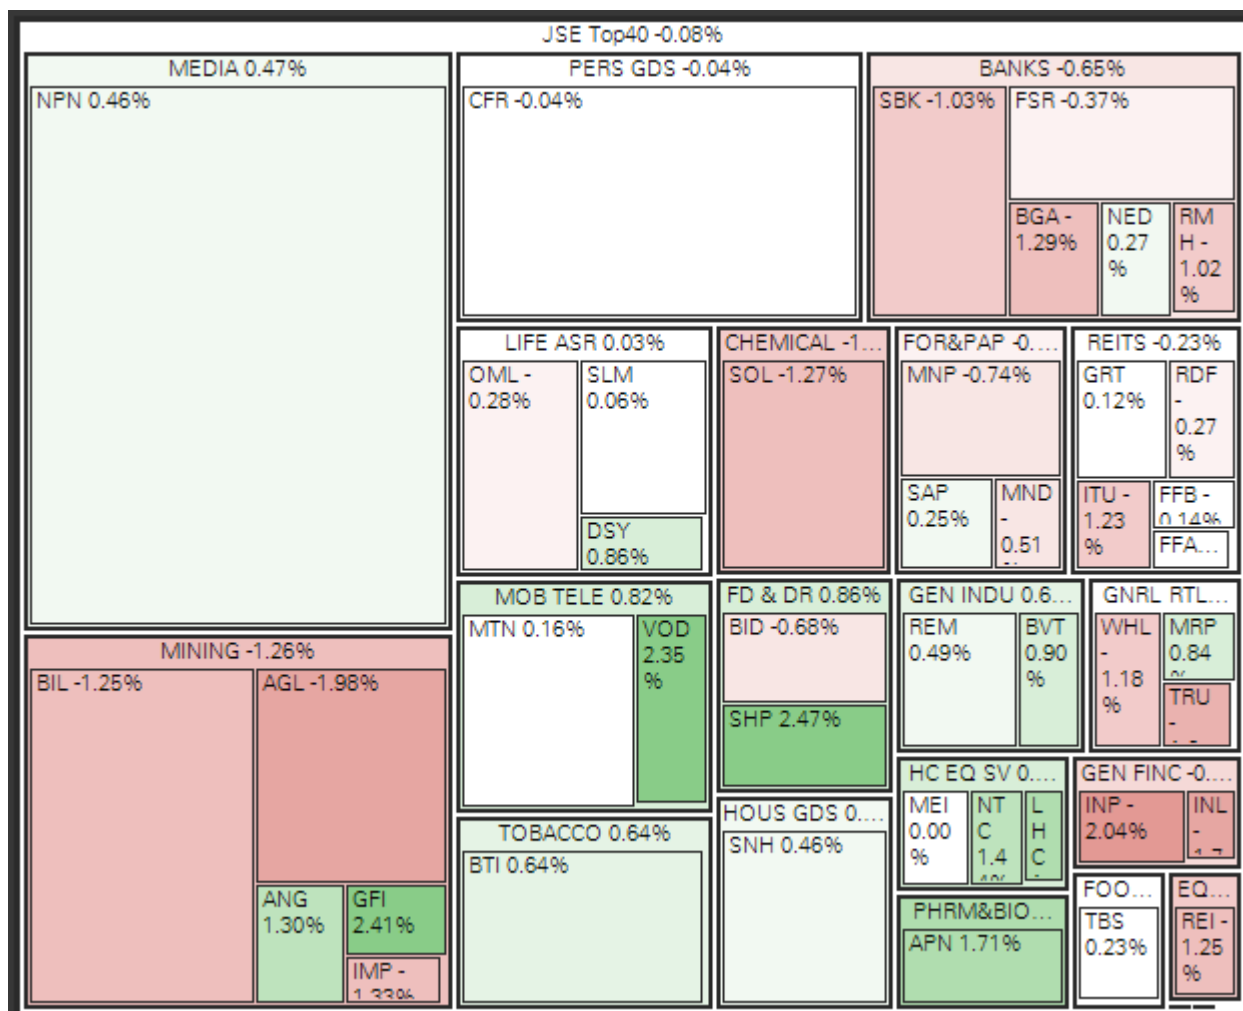 JSE Top40 -0.08%
MEDIA 0.47%
NPN 0.46%
PERS GDS -0.04%
CFR -0.04%
BANKS -0.65%
SBK -1.03%
FSR -0.37%
BGA -
1.29%
NED
0.27
%
RM
H -
1.02
%
LIFE ASR 0.03%
OML -
0.28%
SLM
0.06%
DSY
0.86%
CHEMICAL -1...
SOL -1.27%
FOR&PAP -0....
MNP -0.74%
SAP
0.25%
MND
-
0.51
REITS -0.23%
GRT
0.12%
RDF
-
0.27
%
ITU -
1.23
%
FFB -
0.14%
FFA...
MINING -1.26%
BIL -1.25%
AGL -1.98%
ANG
1.30%
GFI
2.41%
IMP -
1.33%
MOB TELE 0.82%
MTN 0.16%
VOD
2.35
%
FD & DR 0.86%
BID -0.68%
SHP 2.47%
GEN INDU 0.6...
REM
0.49%
BVT
0.90
%
GNRL RTL...
WHL
-
1.18
%
MRP
0.84
%
TRU
-
TOBACCO 0.64%
BTI 0.64%
HOUS GDS 0....
SNH 0.46%
HC EQ SV 0....
MEI
0.00
%
NT
C
1.4
4%
L
H
C
GEN FINC -0....
INP -
2.04%
INL
-
1.7
PHRM&BIO...
APN 1.71%
FOO...
TBS
0.23%
EQ...
REI -
1.25
%